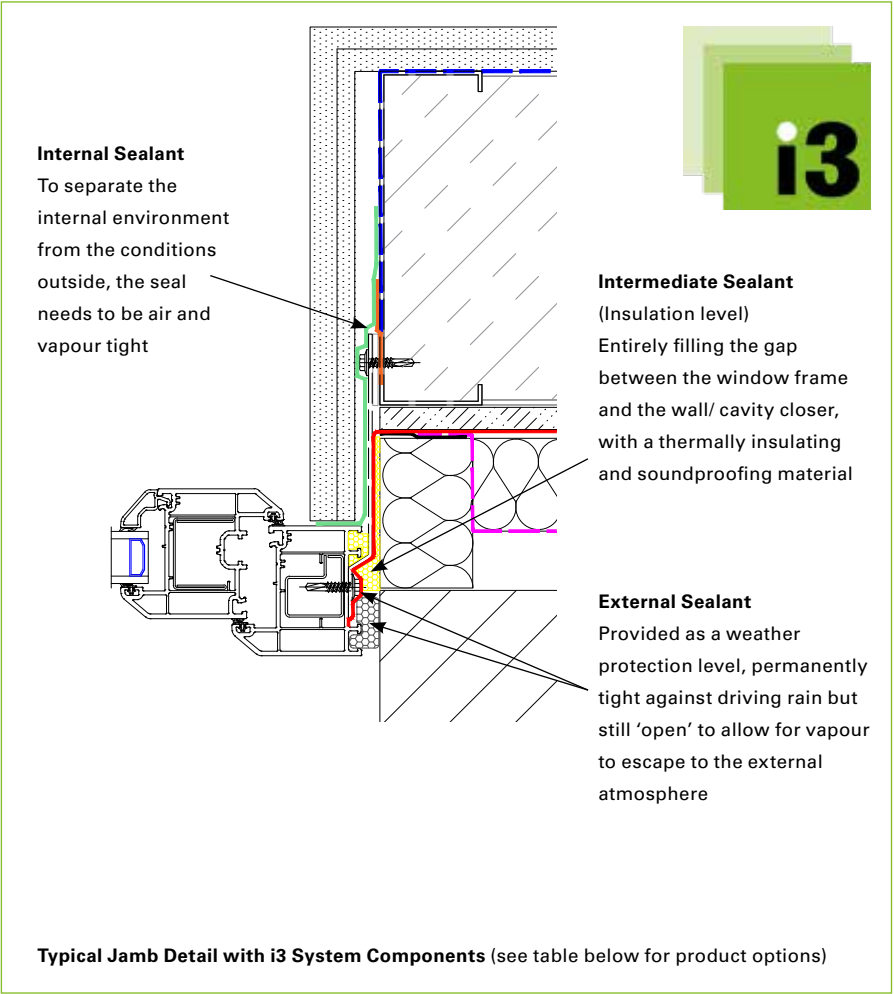 i3
Internal Sealant
To separate the
internal environment
from the conditions
outside, the seal
needs to be air and
vapour tight
Intermediate Sealant
(Insulation level)
Entirely filling the gap
between the window frame
and the wall/ cavity closer,
with a thermally insulating
and soundproofing material
External Sealant
Provided as a weather
protection level, permanently
tight against driving rain but
still ‘open’ to allow for vapour
to escape to the external
atmosphere
Typical Jamb Detail with i3 System Components (see table below for product options)